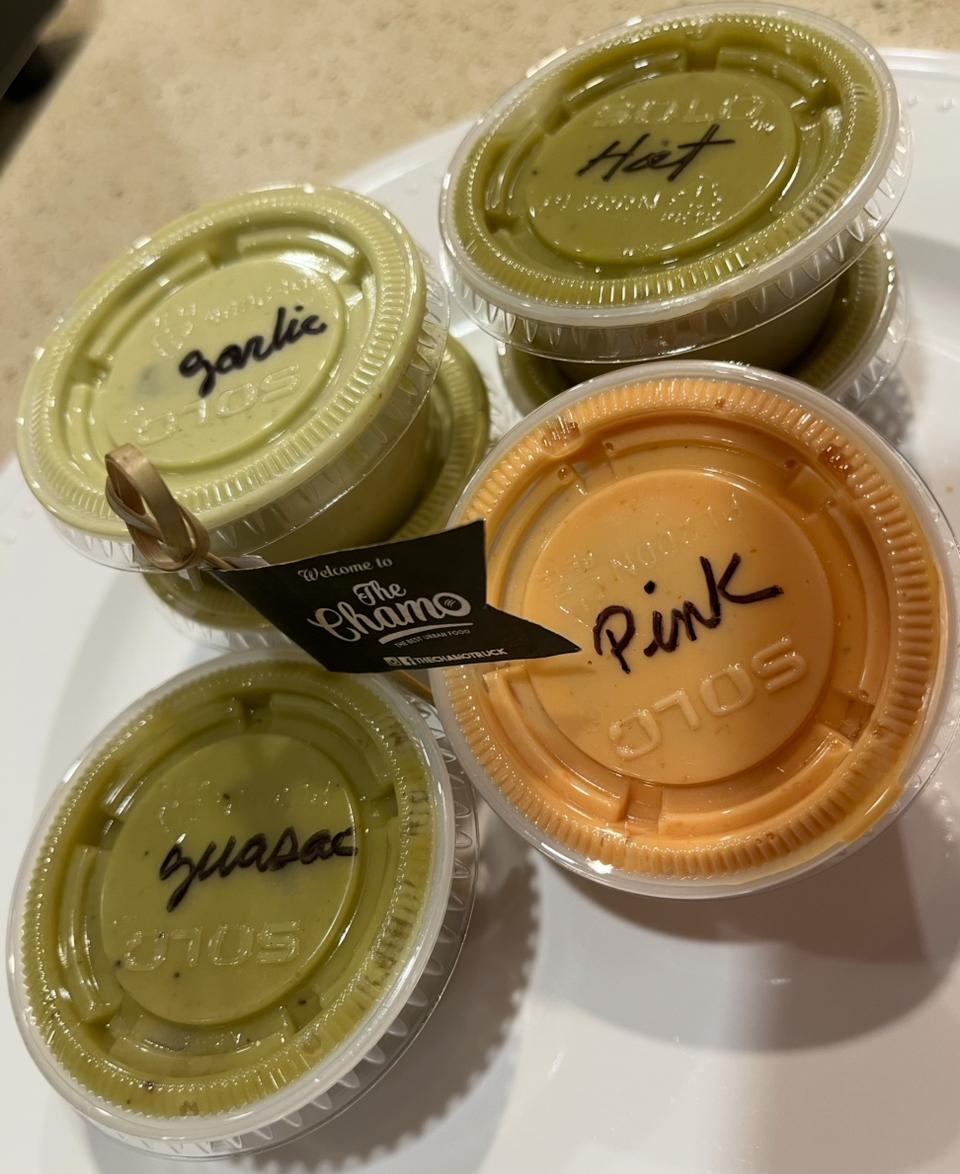 SOLO
Hot
garlic
SOLO
Welcome to
The
Chamo
THE BEST URBAN FOOD
THECHAMOTRUCK
Pink
SOLO
guasac
SOLO